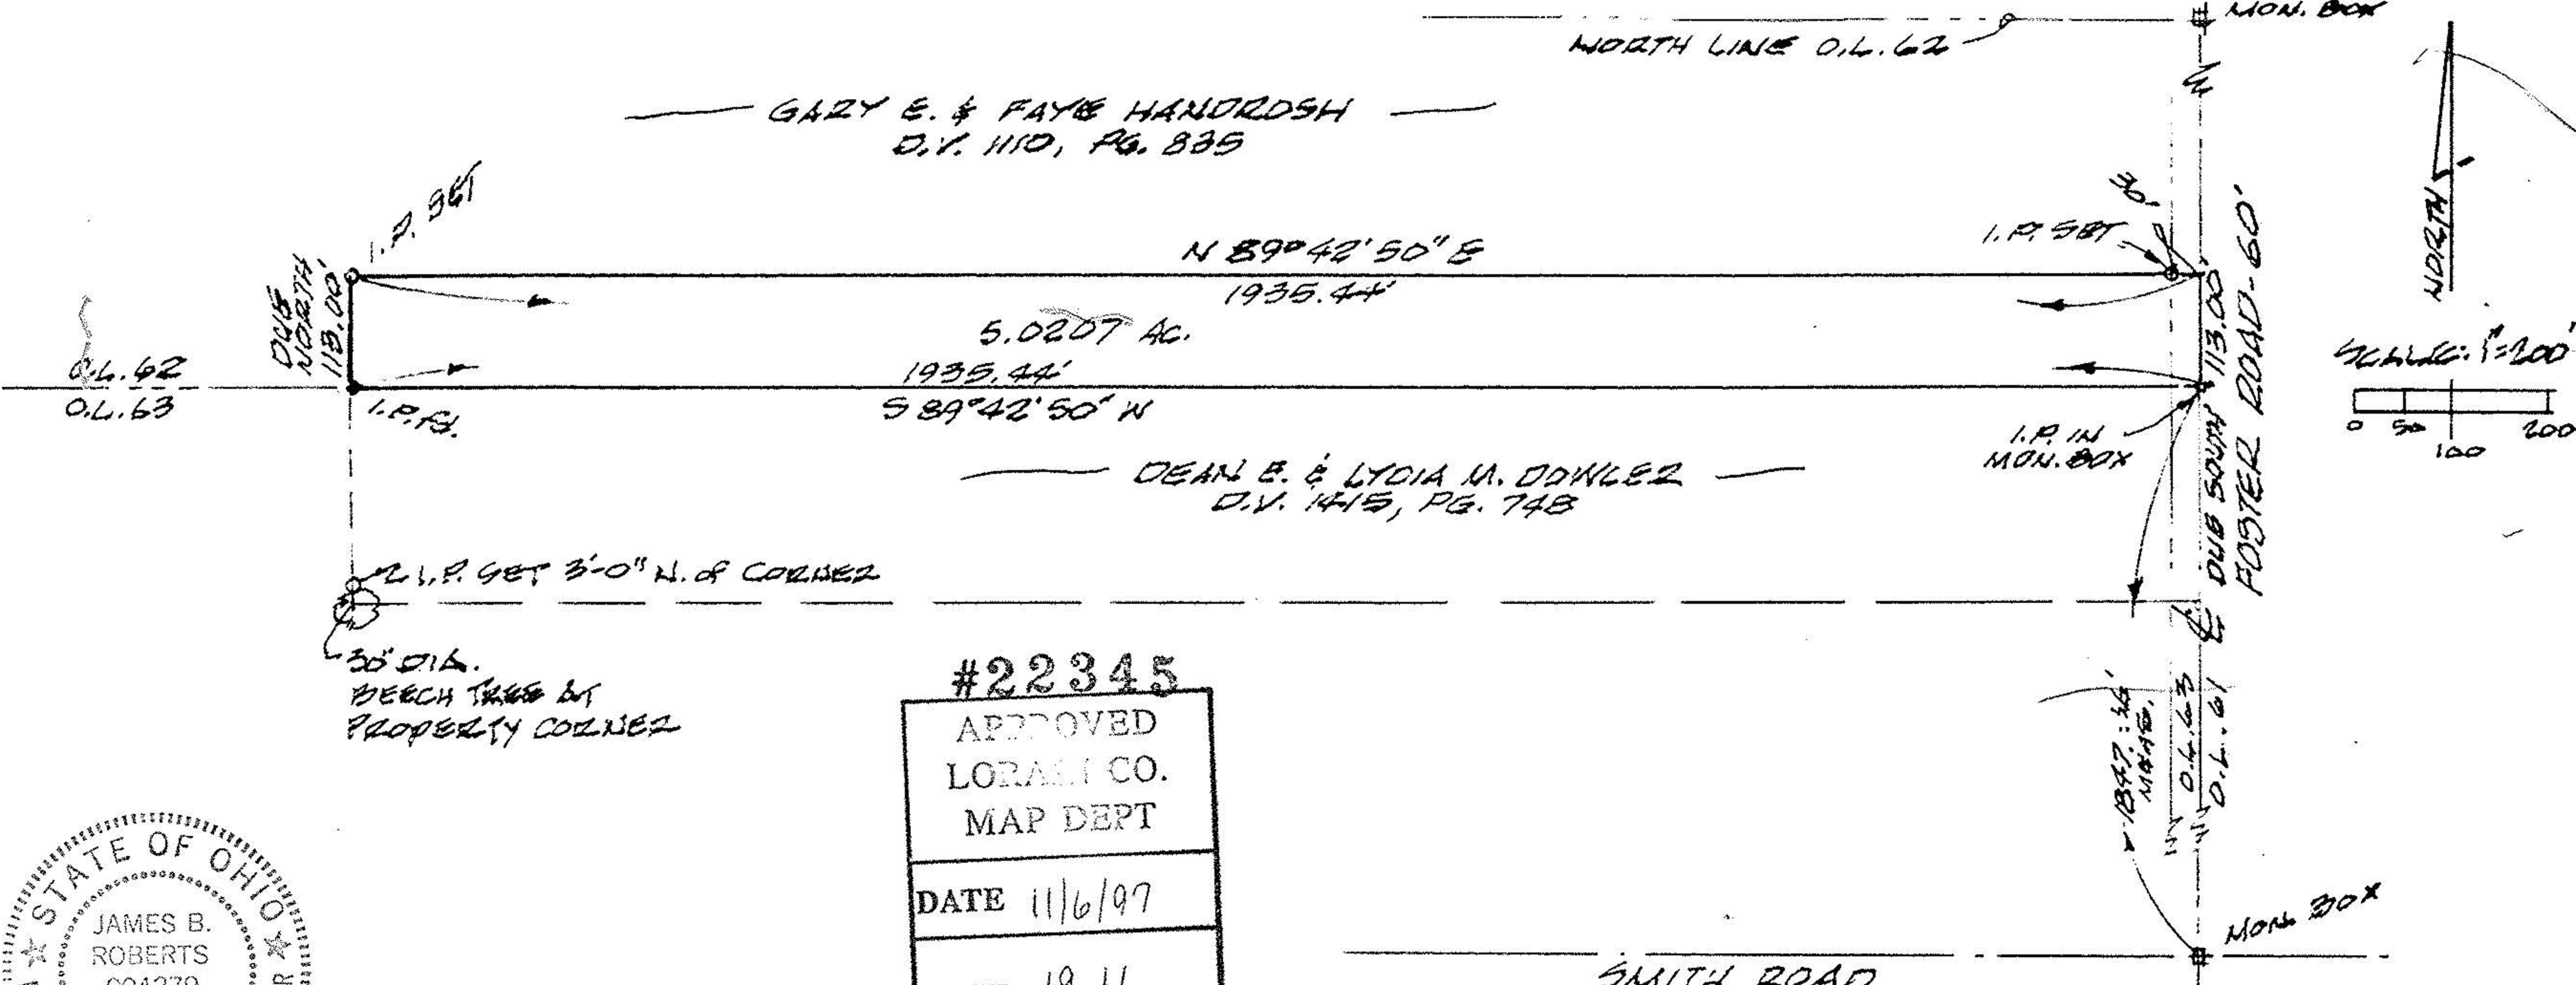 MON. BOX
NORTH LINE O.L. 62
GARY E. & FAYE HANDROSH
D.V. 1110, PG. 835
I.P. SET
I.P. SET
30'
NORTH
N 89° 42' 50" E
1935.44'
DUE
NORTH
113.00'
5.0207 AC.
1935.44'
S 89° 42' 50" W
O.L. 62
O.L. 63
I.P. Fd.
I.P. IN
MON. BOX
DUE SOUTH 113.00'
FOSTER ROAD - 60'
SCALE: 1"=200'
0 50 100 200
DEAN E. & LYDIA M. DOWLER
D.V. 1415, PG. 748
I.P. SET 3'-0" N. of CORNER
30" DIA.
BEECH TREE AT
PROPERTY CORNER
#22345
APPROVED
LORAIN CO.
MAP DEPT
DATE 11/6/97
MEAS.
O.L. 63
O.L. 61
MON. BOX
SMITH ROAD
STATE OF OHIO
JAMES B.
ROBERTS